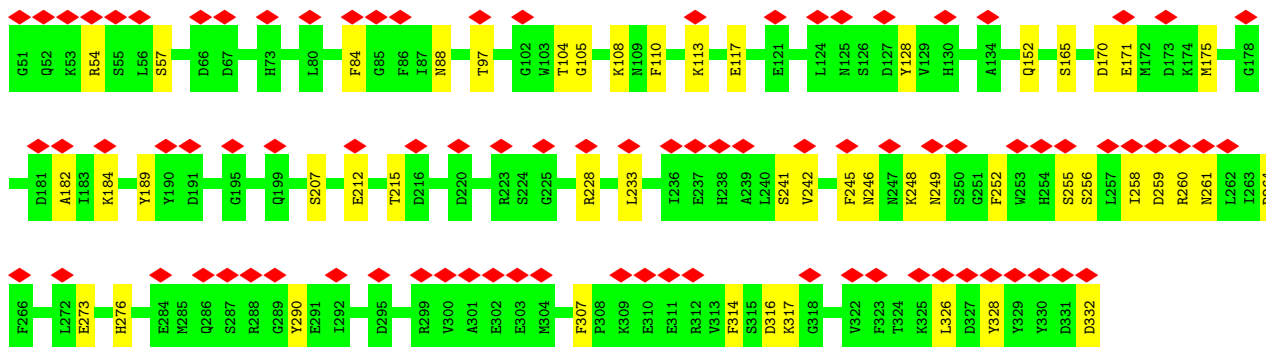 G51 Q52 K53 R54 S55 L56 S57 D66 D67 H73 L80 F84 G85 F86 I87 N88 T97 G102 W103 T104 G105 K108 N109 F110 K113 E117 E121 L124 N125 S126 D127 Y128 V129 H130 A134 Q152 S165 D170 E171 M172 D173 K174 M175 G178
D181 A182 I183 K184 Y189 Y190 D191 G195 Q199 S207 E212 T215 D216 D220 R223 S224 G225 R228 L233 I236 E237 H238 A239 L240 S241 V242 F245 N246 N247 K248 N249 S250 G251 F252 W253 H254 S255 S256 L257 I258 D259 R260 N261 L262 I263
F266 L272 E273 H276 E284 M285 Q286 S287 R288 G289 Y290 E291 I292 D295 R299 V300 A301 E302 E303 M304 F307 P308 K309 E310 E311 R312 V313 F314 S315 D316 K317 G318 V322 F323 T324 K325 L326 D327 Y328 Y329 Y330 D331 D332